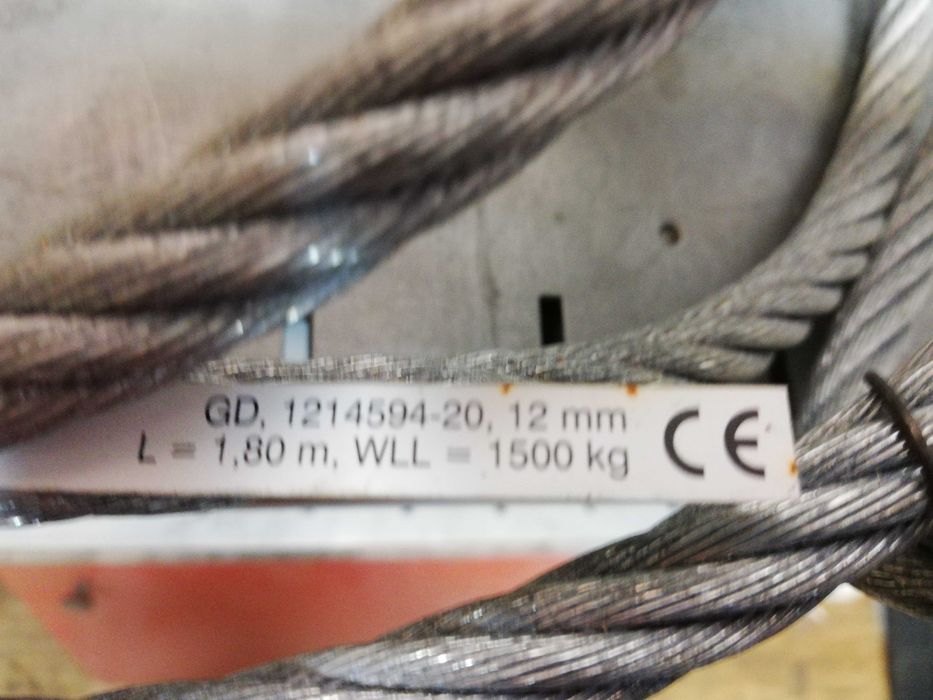 GD, 1214594-20, 12 mm
L = 1,80 m, WLL = 1500 kg
CE